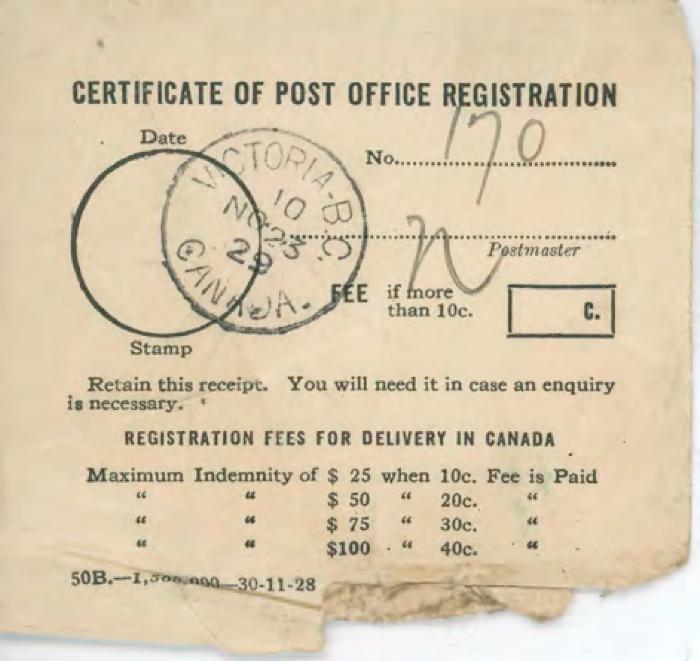 CERTIFICATE OF POST OFFICE REGISTRATION
Date
No. 170
VICTORIA-B.C.
10
NO 23
29
CANADA.
Postmaster
FEE if more than 10c. C.
Stamp
Retain this receipt. You will need it in case an enquiry
is necessary.
REGISTRATION FEES FOR DELIVERY IN CANADA
Maximum Indemnity of $ 25 when 10c. Fee is Paid
“ “ $ 50 “ 20c. “
“ “ $ 75 “ 30c. “
“ “ $100 “ 40c. “
50B.—1, 000—30-11-28